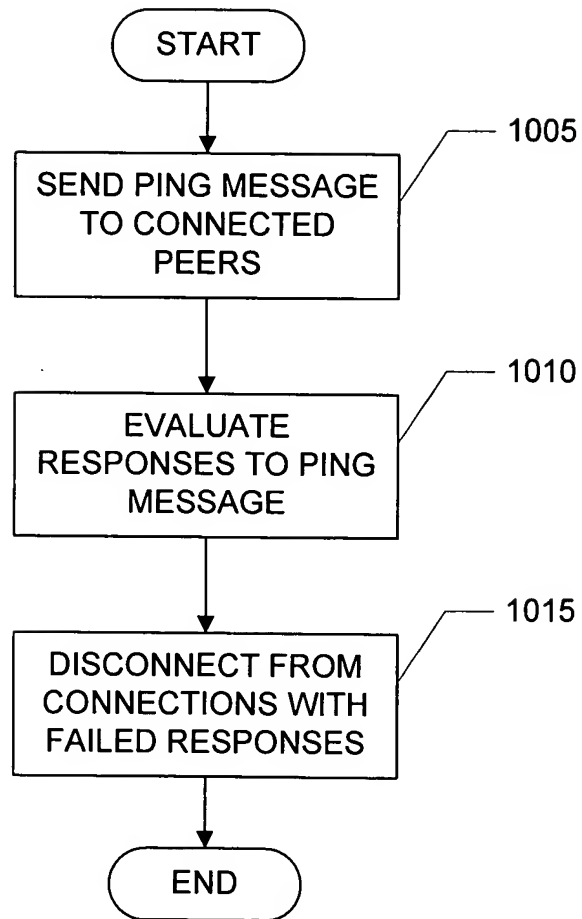 START
1005
SEND PING MESSAGE
TO CONNECTED
PEERS
1010
EVALUATE
RESPONSES TO PING
MESSAGE
1015
DISCONNECT FROM
CONNECTIONS WITH
FAILED RESPONSES
END